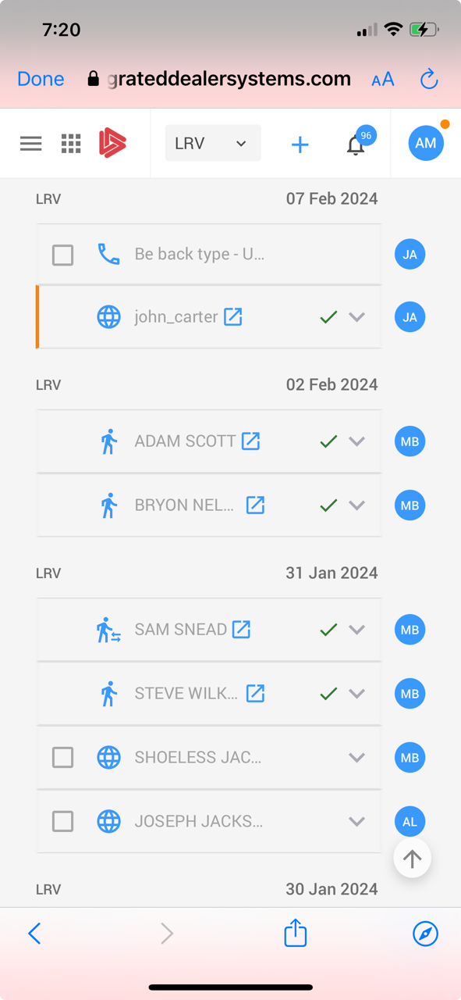 7:20
Done grateddealersystems.com AA
LRV 96 AM
LRV 07 Feb 2024
Be back type - U... JA
john_carter JA
LRV 02 Feb 2024
ADAM SCOTT MB
BRYON NEL... MB
LRV 31 Jan 2024
SAM SNEAD MB
STEVE WILK... MB
SHOELESS JAC... MB
JOSEPH JACKS... AL
LRV 30 Jan 2024